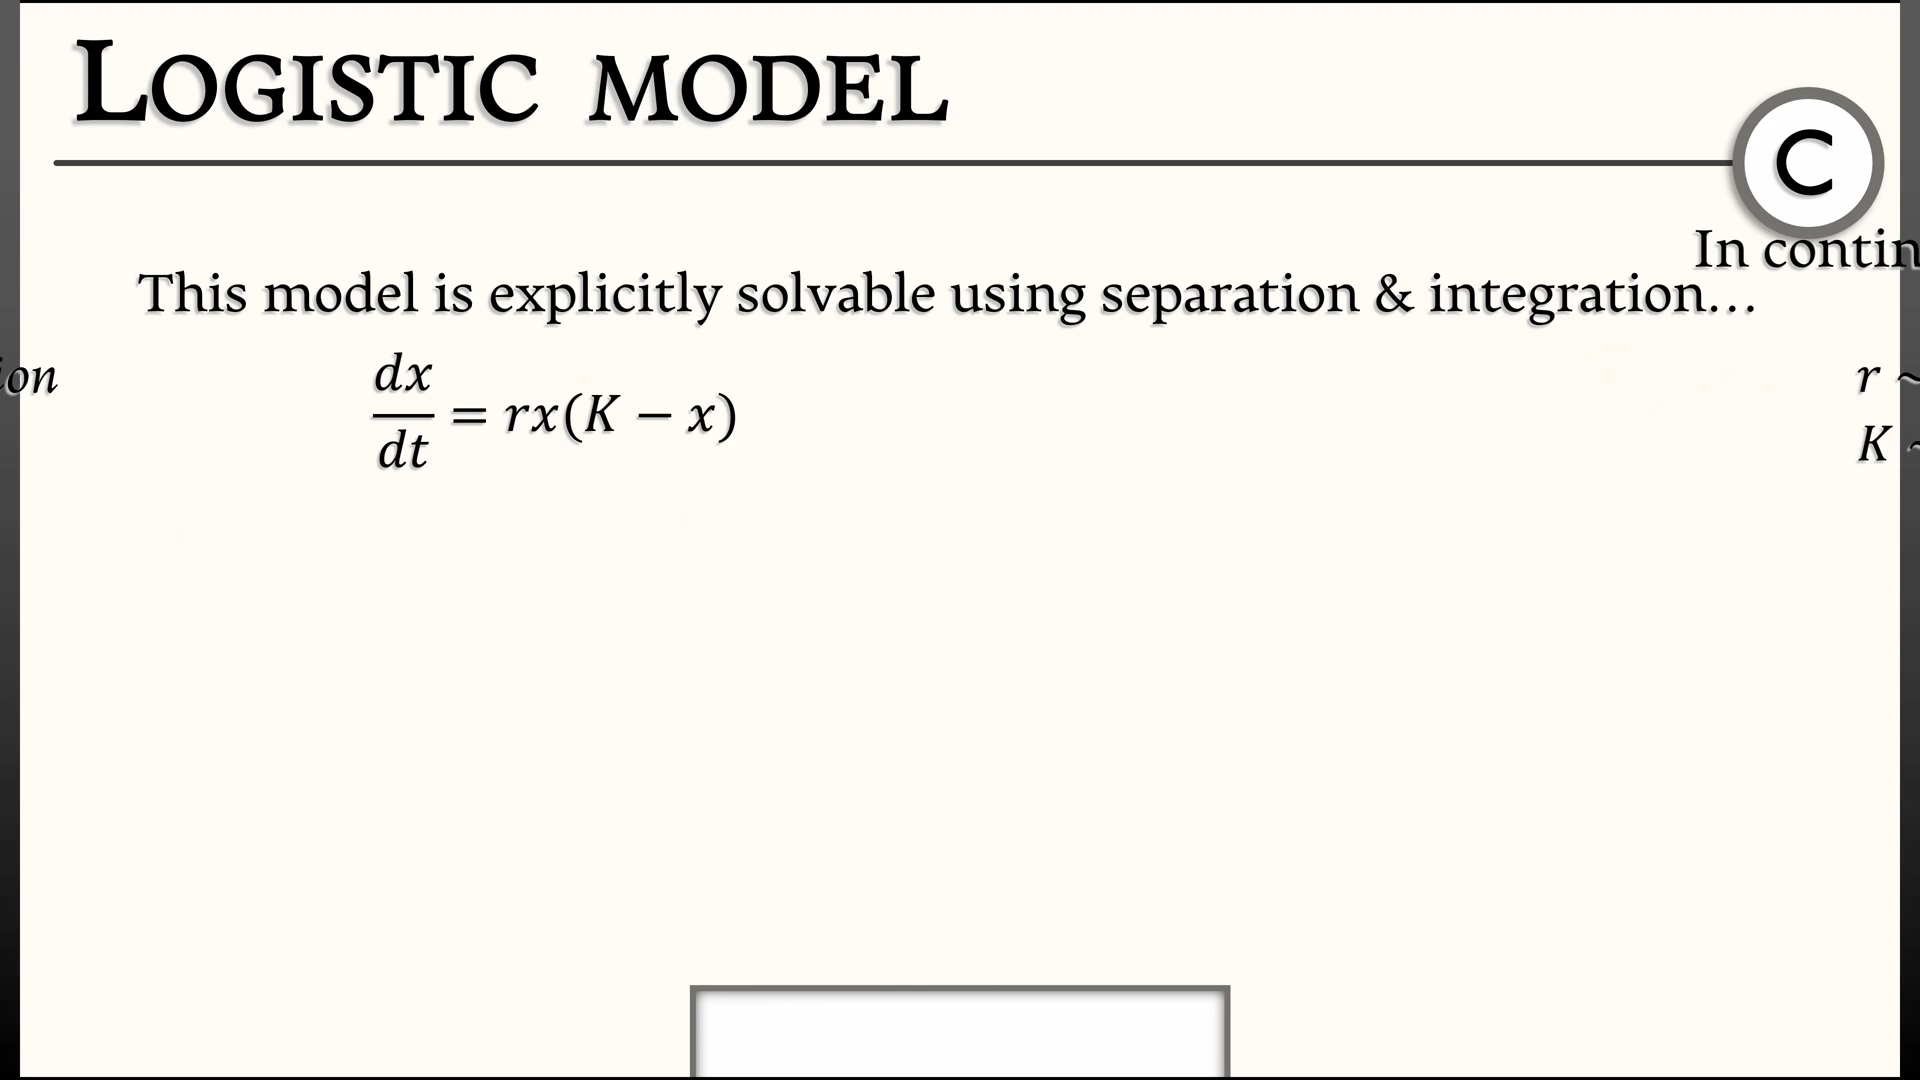 LOGISTIC MODEL
C
In contin
This model is explicitly solvable using separation & integration...
ion
dx/dt = rx(K − x)
r ~
K ~